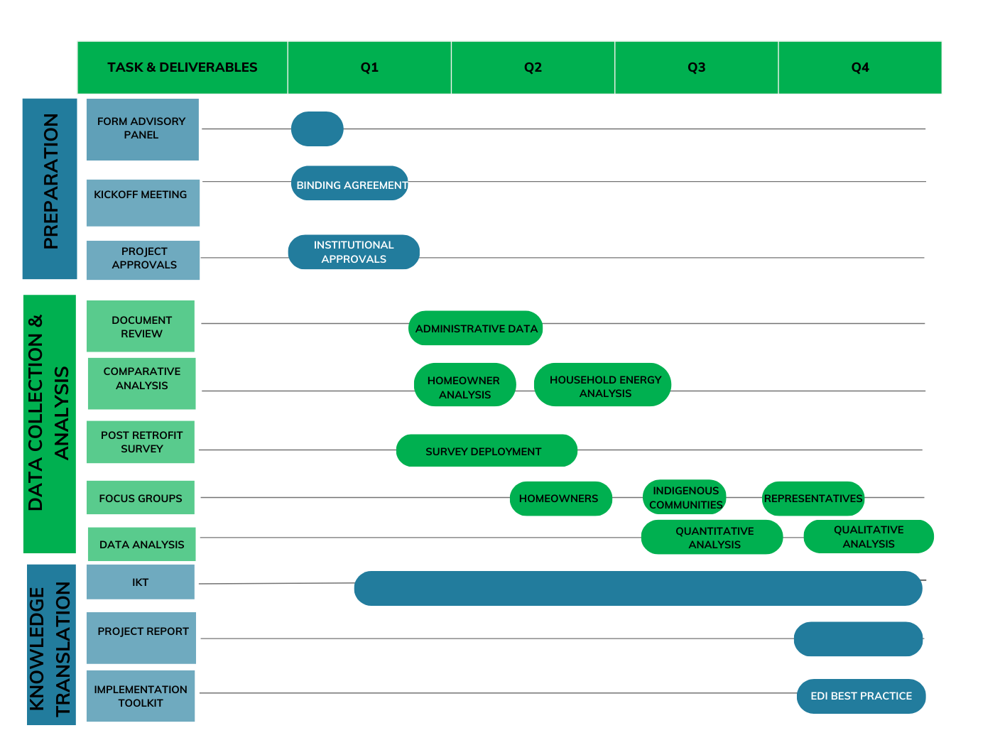 TASK & DELIVERABLES
Q1
Q2
Q3
Q4
PREPARATION
FORM ADVISORY
PANEL
KICKOFF MEETING
BINDING AGREEMENT
PROJECT
APPROVALS
INSTITUTIONAL
APPROVALS
DATA COLLECTION &
ANALYSIS
DOCUMENT
REVIEW
ADMINISTRATIVE DATA
COMPARATIVE
ANALYSIS
HOMEOWNER
ANALYSIS
HOUSEHOLD ENERGY
ANALYSIS
POST RETROFIT
SURVEY
SURVEY DEPLOYMENT
FOCUS GROUPS
HOMEOWNERS
INDIGENOUS
COMMUNITIES
REPRESENTATIVES
DATA ANALYSIS
QUANTITATIVE
ANALYSIS
QUALITATIVE
ANALYSIS
KNOWLEDGE
TRANSLATION
IKT
PROJECT REPORT
IMPLEMENTATION
TOOLKIT
EDI BEST PRACTICE